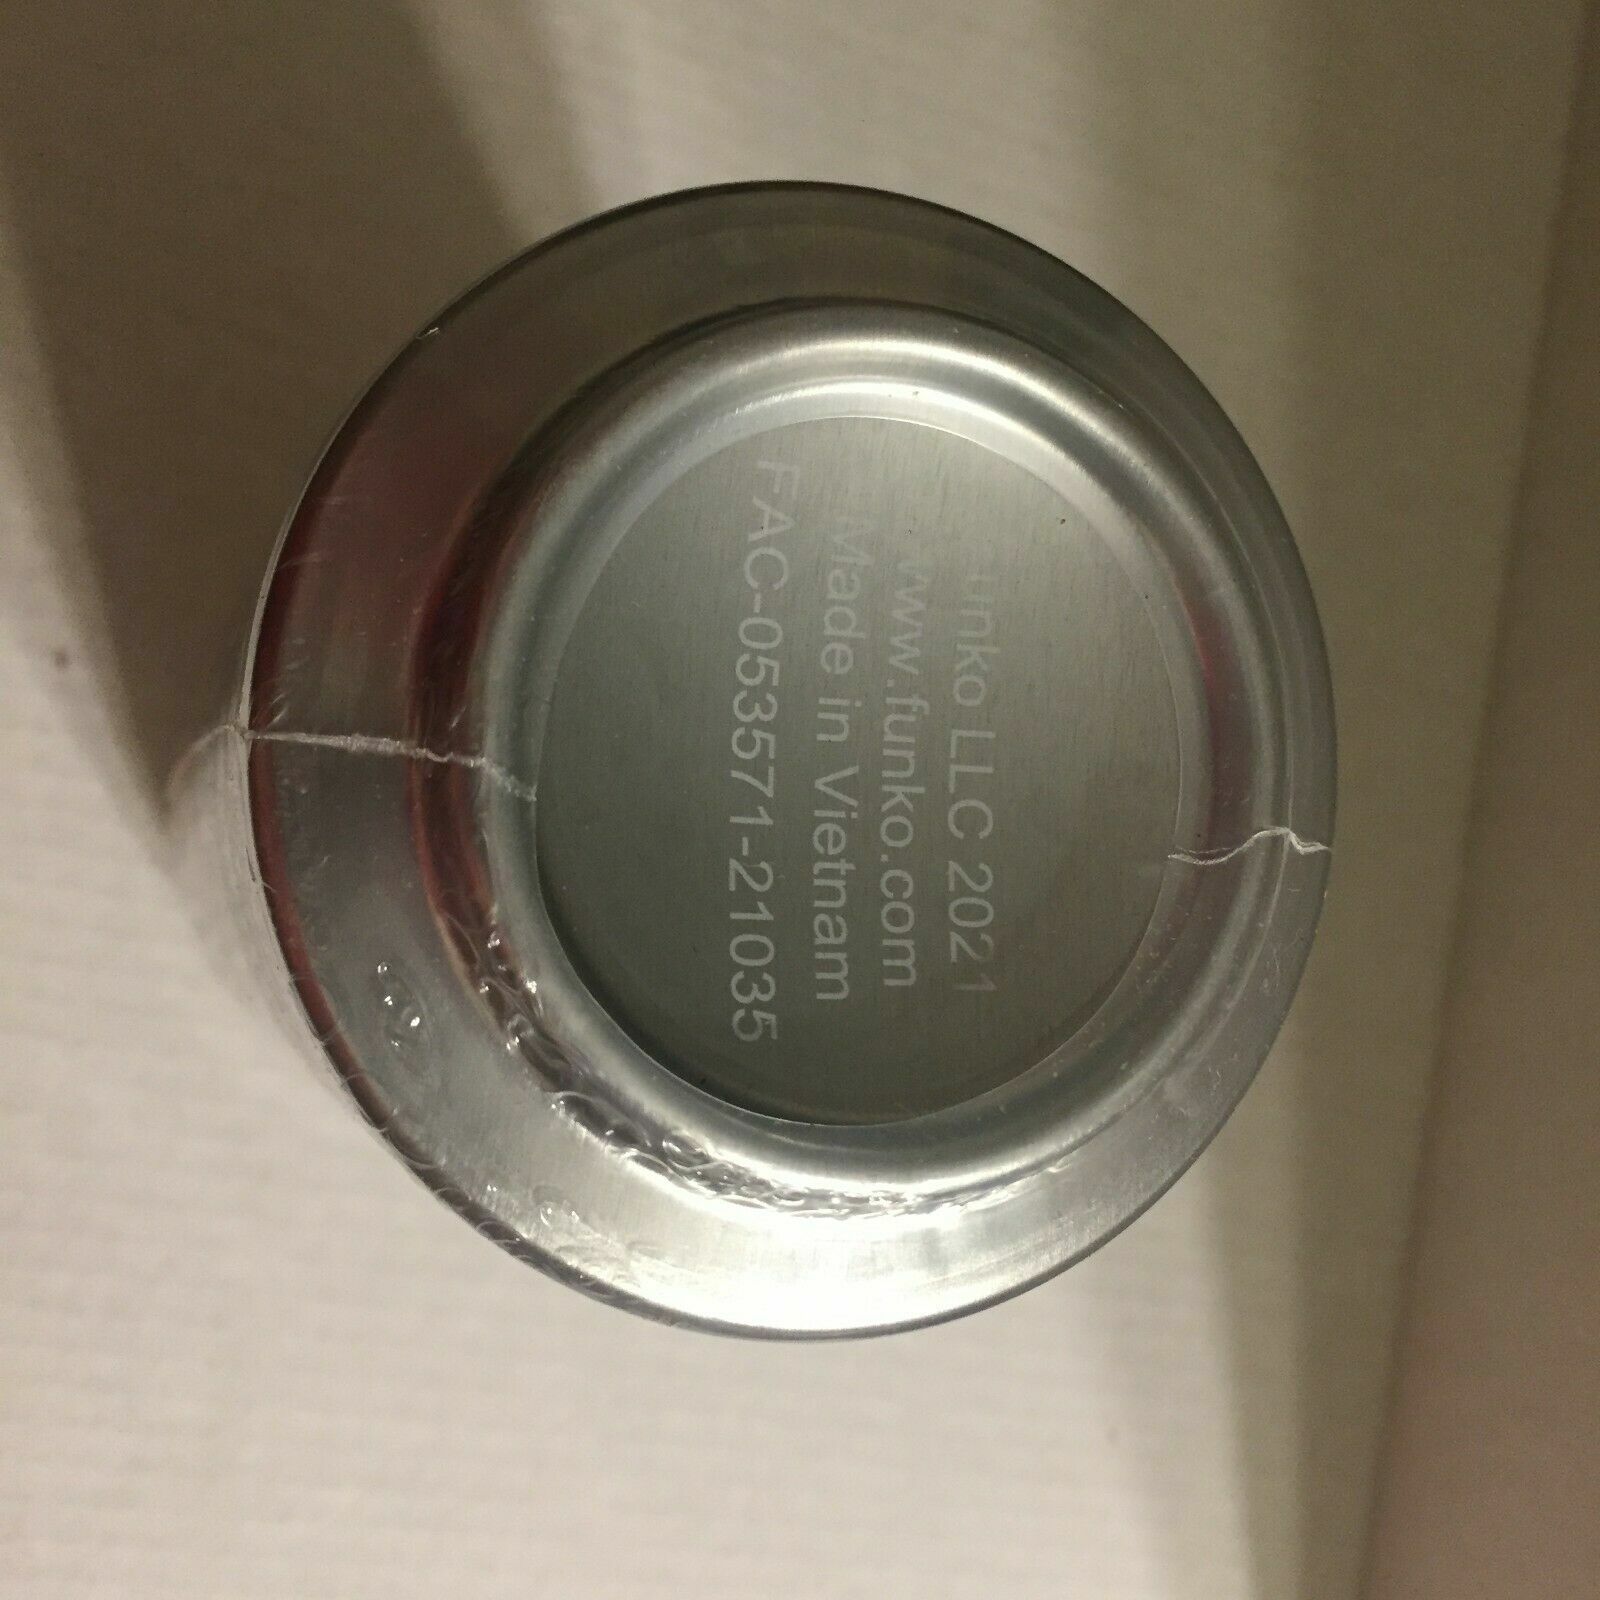 unko LLC 2021
www.funko.com
Made in Vietnam
FAC-053571-21035